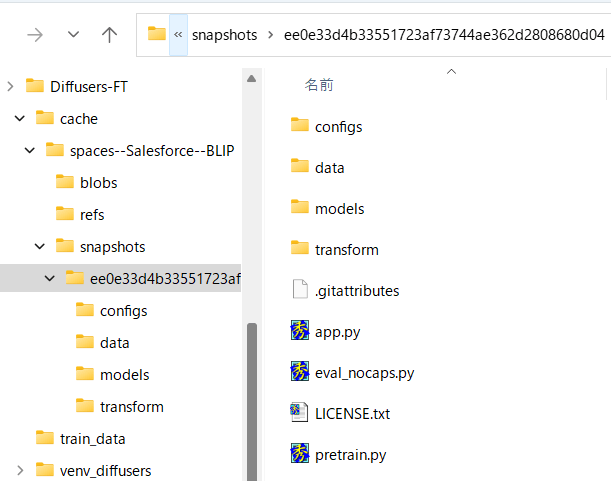 « snapshots > ee0e33d4b33551723af73744ae362d2808680d04
Diffusers-FT
cache
spaces--Salesforce--BLIP
blobs
refs
snapshots
ee0e33d4b33551723af
configs
data
models
transform
train_data
venv_diffusers
名前
configs
data
models
transform
.gitattributes
app.py
eval_nocaps.py
LICENSE.txt
pretrain.py